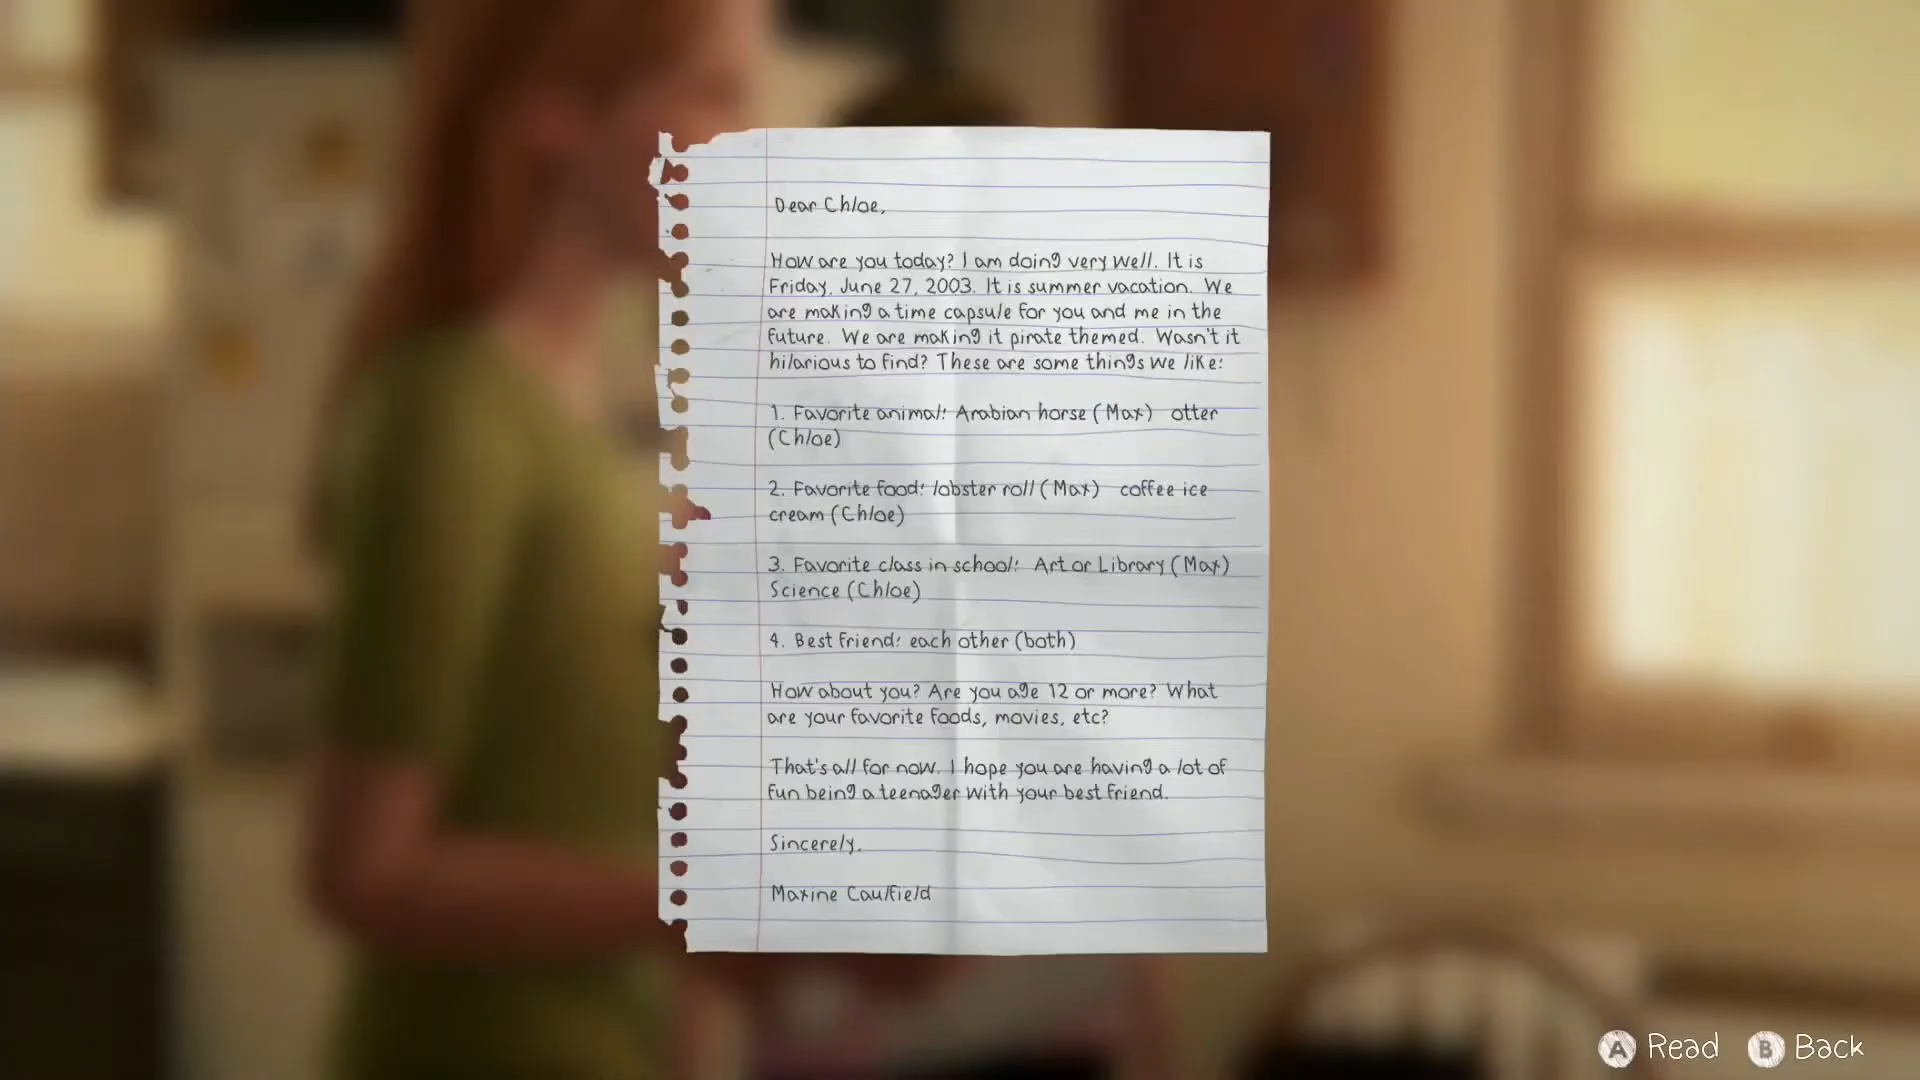 Dear Chloe,
How are you today? I am doing very well. It is
Friday, June 27, 2003. It is summer vacation. We
are making a time capsule for you and me in the
future. We are making it pirate themed. Wasn't it
hilarious to find? These are some things we like:
1. Favorite animal: Arabian horse (Max) otter
(Chloe)
2. Favorite food: lobster roll (Max) coffee ice
cream (Chloe)
3. Favorite class in school: Art or Library (Max)
Science (Chloe)
4. Best friend: each other (both)
How about you? Are you age 12 or more? What
are your favorite foods, movies, etc?
That's all for now. I hope you are having a lot of
fun being a teenager with your best friend.
Sincerely,
Maxine Caulfield
A Read B Back